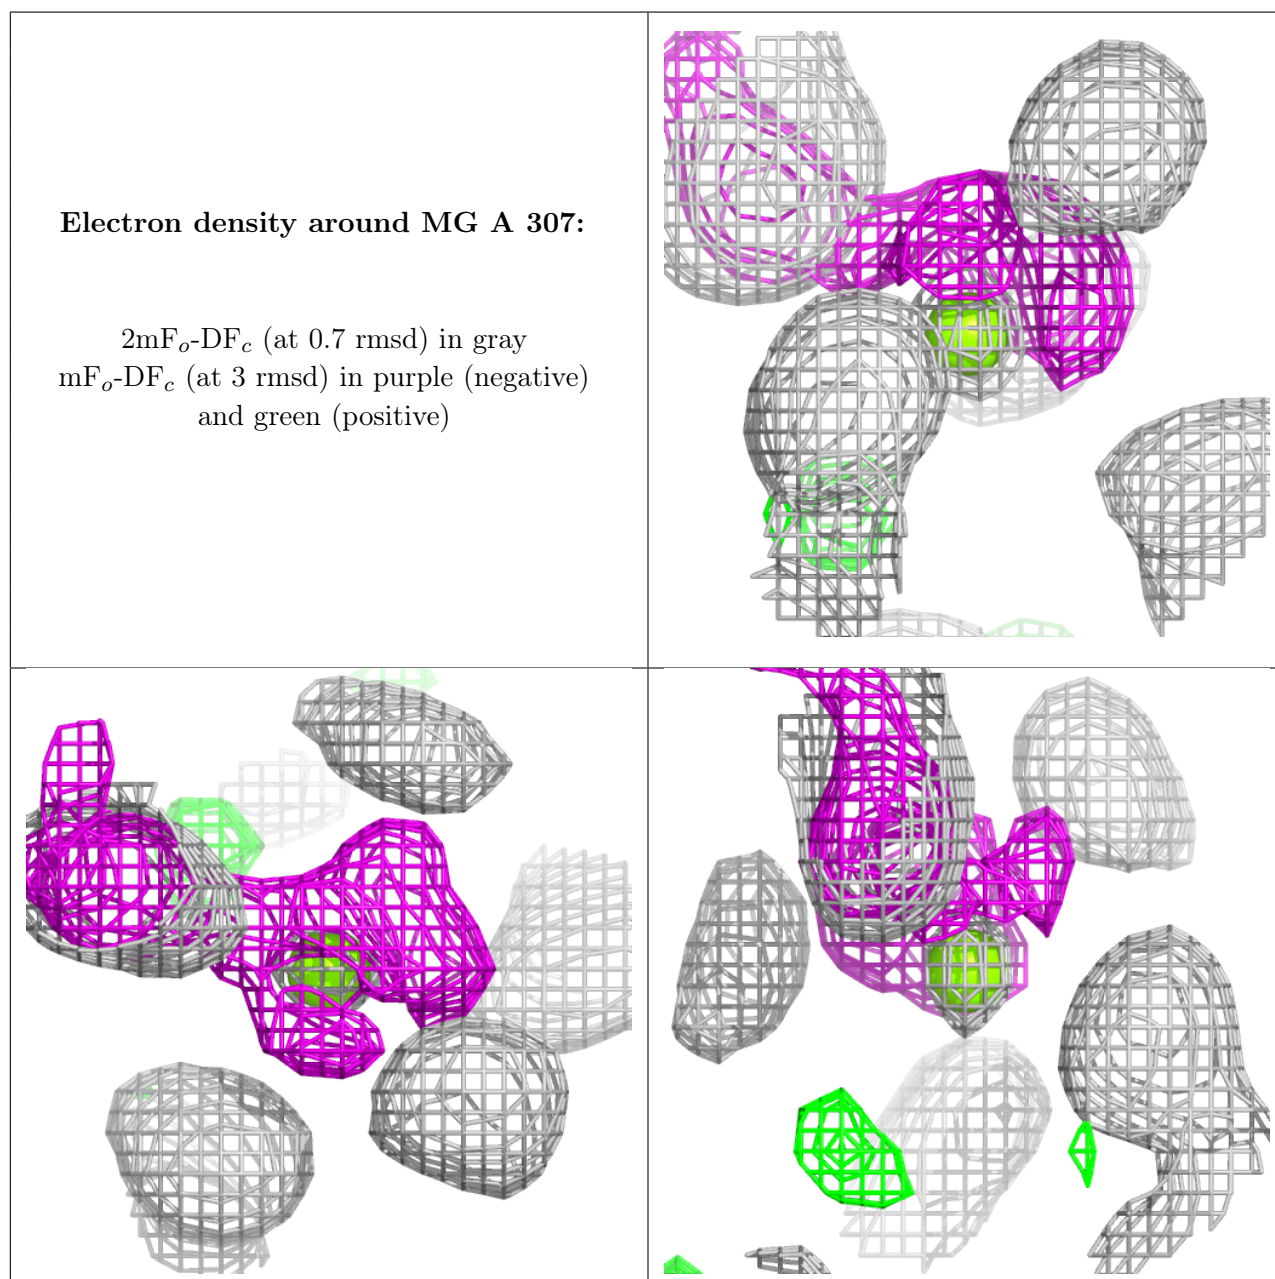 Electron density around MG A 307:
2mFo-DFc (at 0.7 rmsd) in gray
mFo-DFc (at 3 rmsd) in purple (negative)
and green (positive)